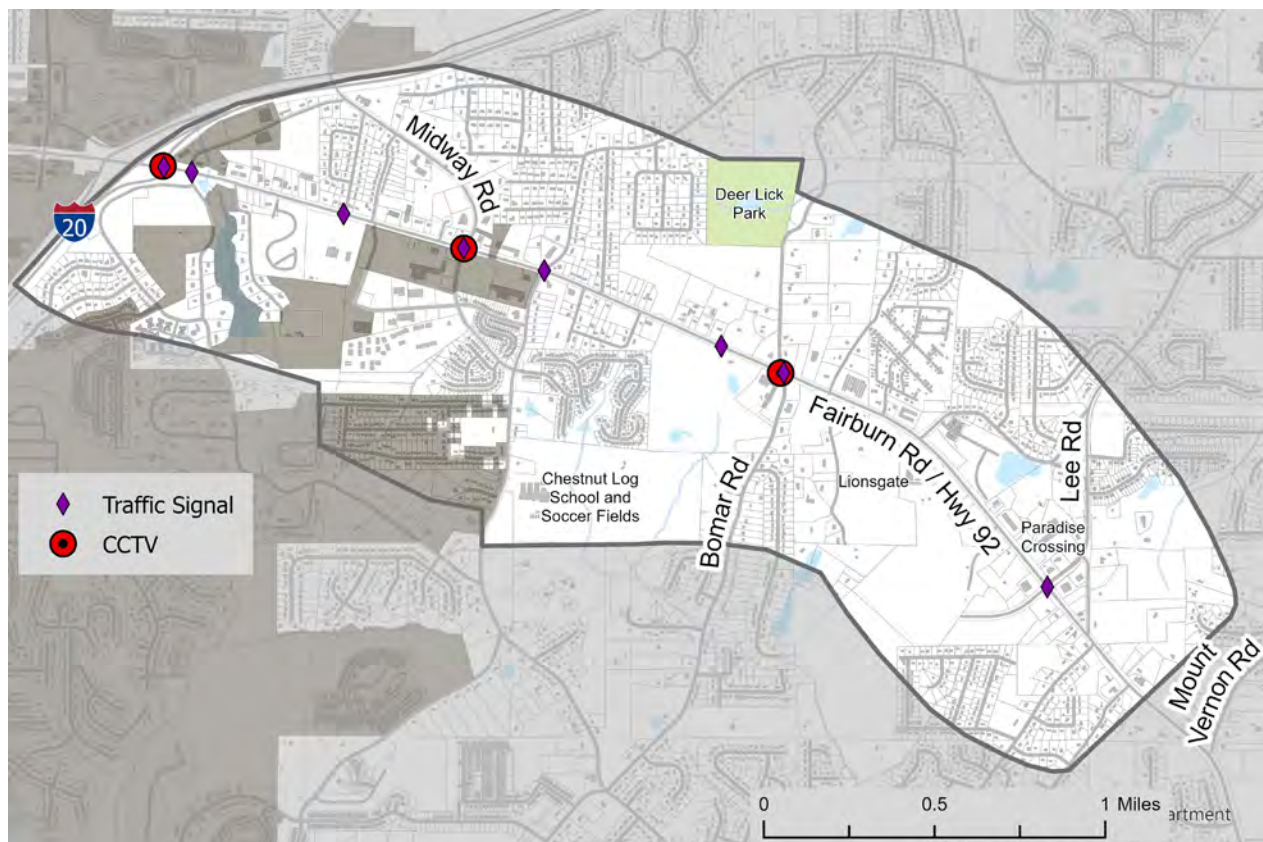 Midway Rd
Deer Lick
Park
20
Fairburn Rd / Hwy 92
Lee Rd
Traffic Signal
CCTV
Chestnut Log
School and
Soccer Fields
Bomar Rd
Lionsgate
Paradise
Crossing
Mount
Vernon Rd
0 0.5 1 Miles
artment